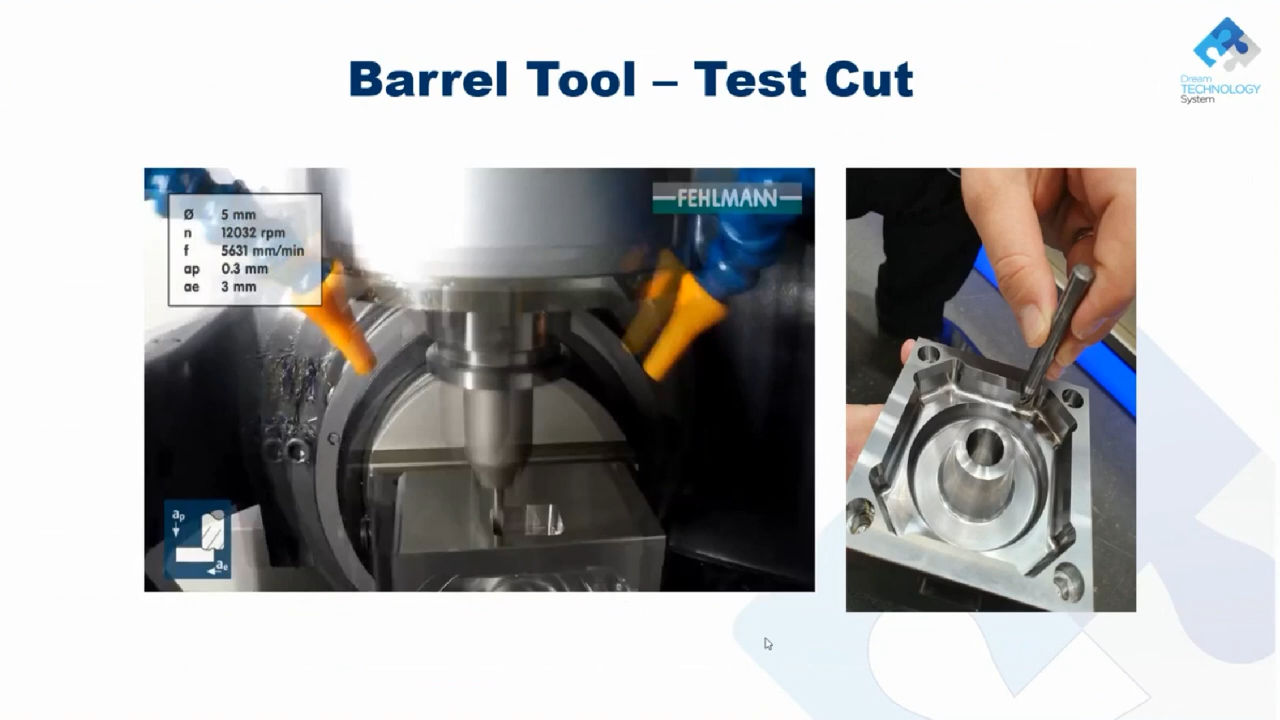 Barrel Tool – Test Cut
Dream
TECHNOLOGY
System
FEHLMANN
Ø 5 mm
n 12032 rpm
f 5631 mm/min
ap 0.3 mm
ae 3 mm
ap
ae